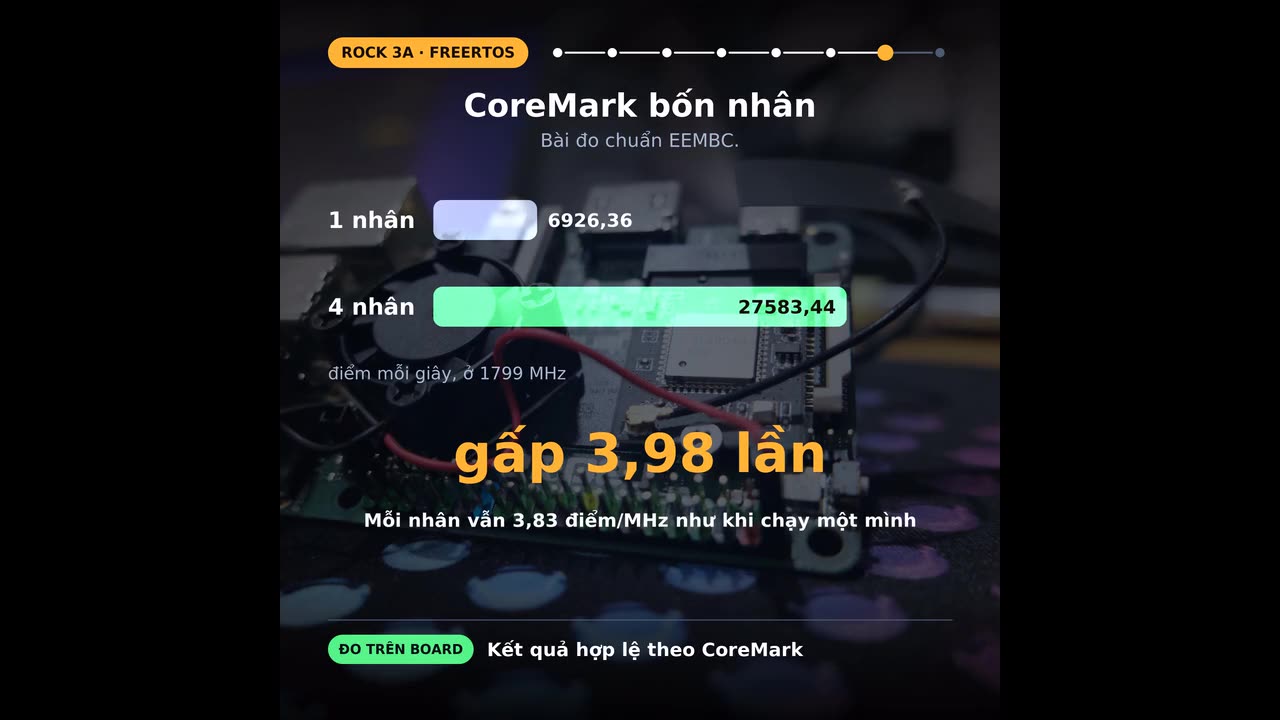 ROCK 3A · FREERTOS
CoreMark bốn nhân
Bài đo chuẩn EEMBC.
1 nhân 6926,36
4 nhân 27583,44
điểm mỗi giây, ở 1799 MHz
gấp 3,98 lần
Mỗi nhân vẫn 3,83 điểm/MHz như khi chạy một mình
ĐO TRÊN BOARD Kết quả hợp lệ theo CoreMark